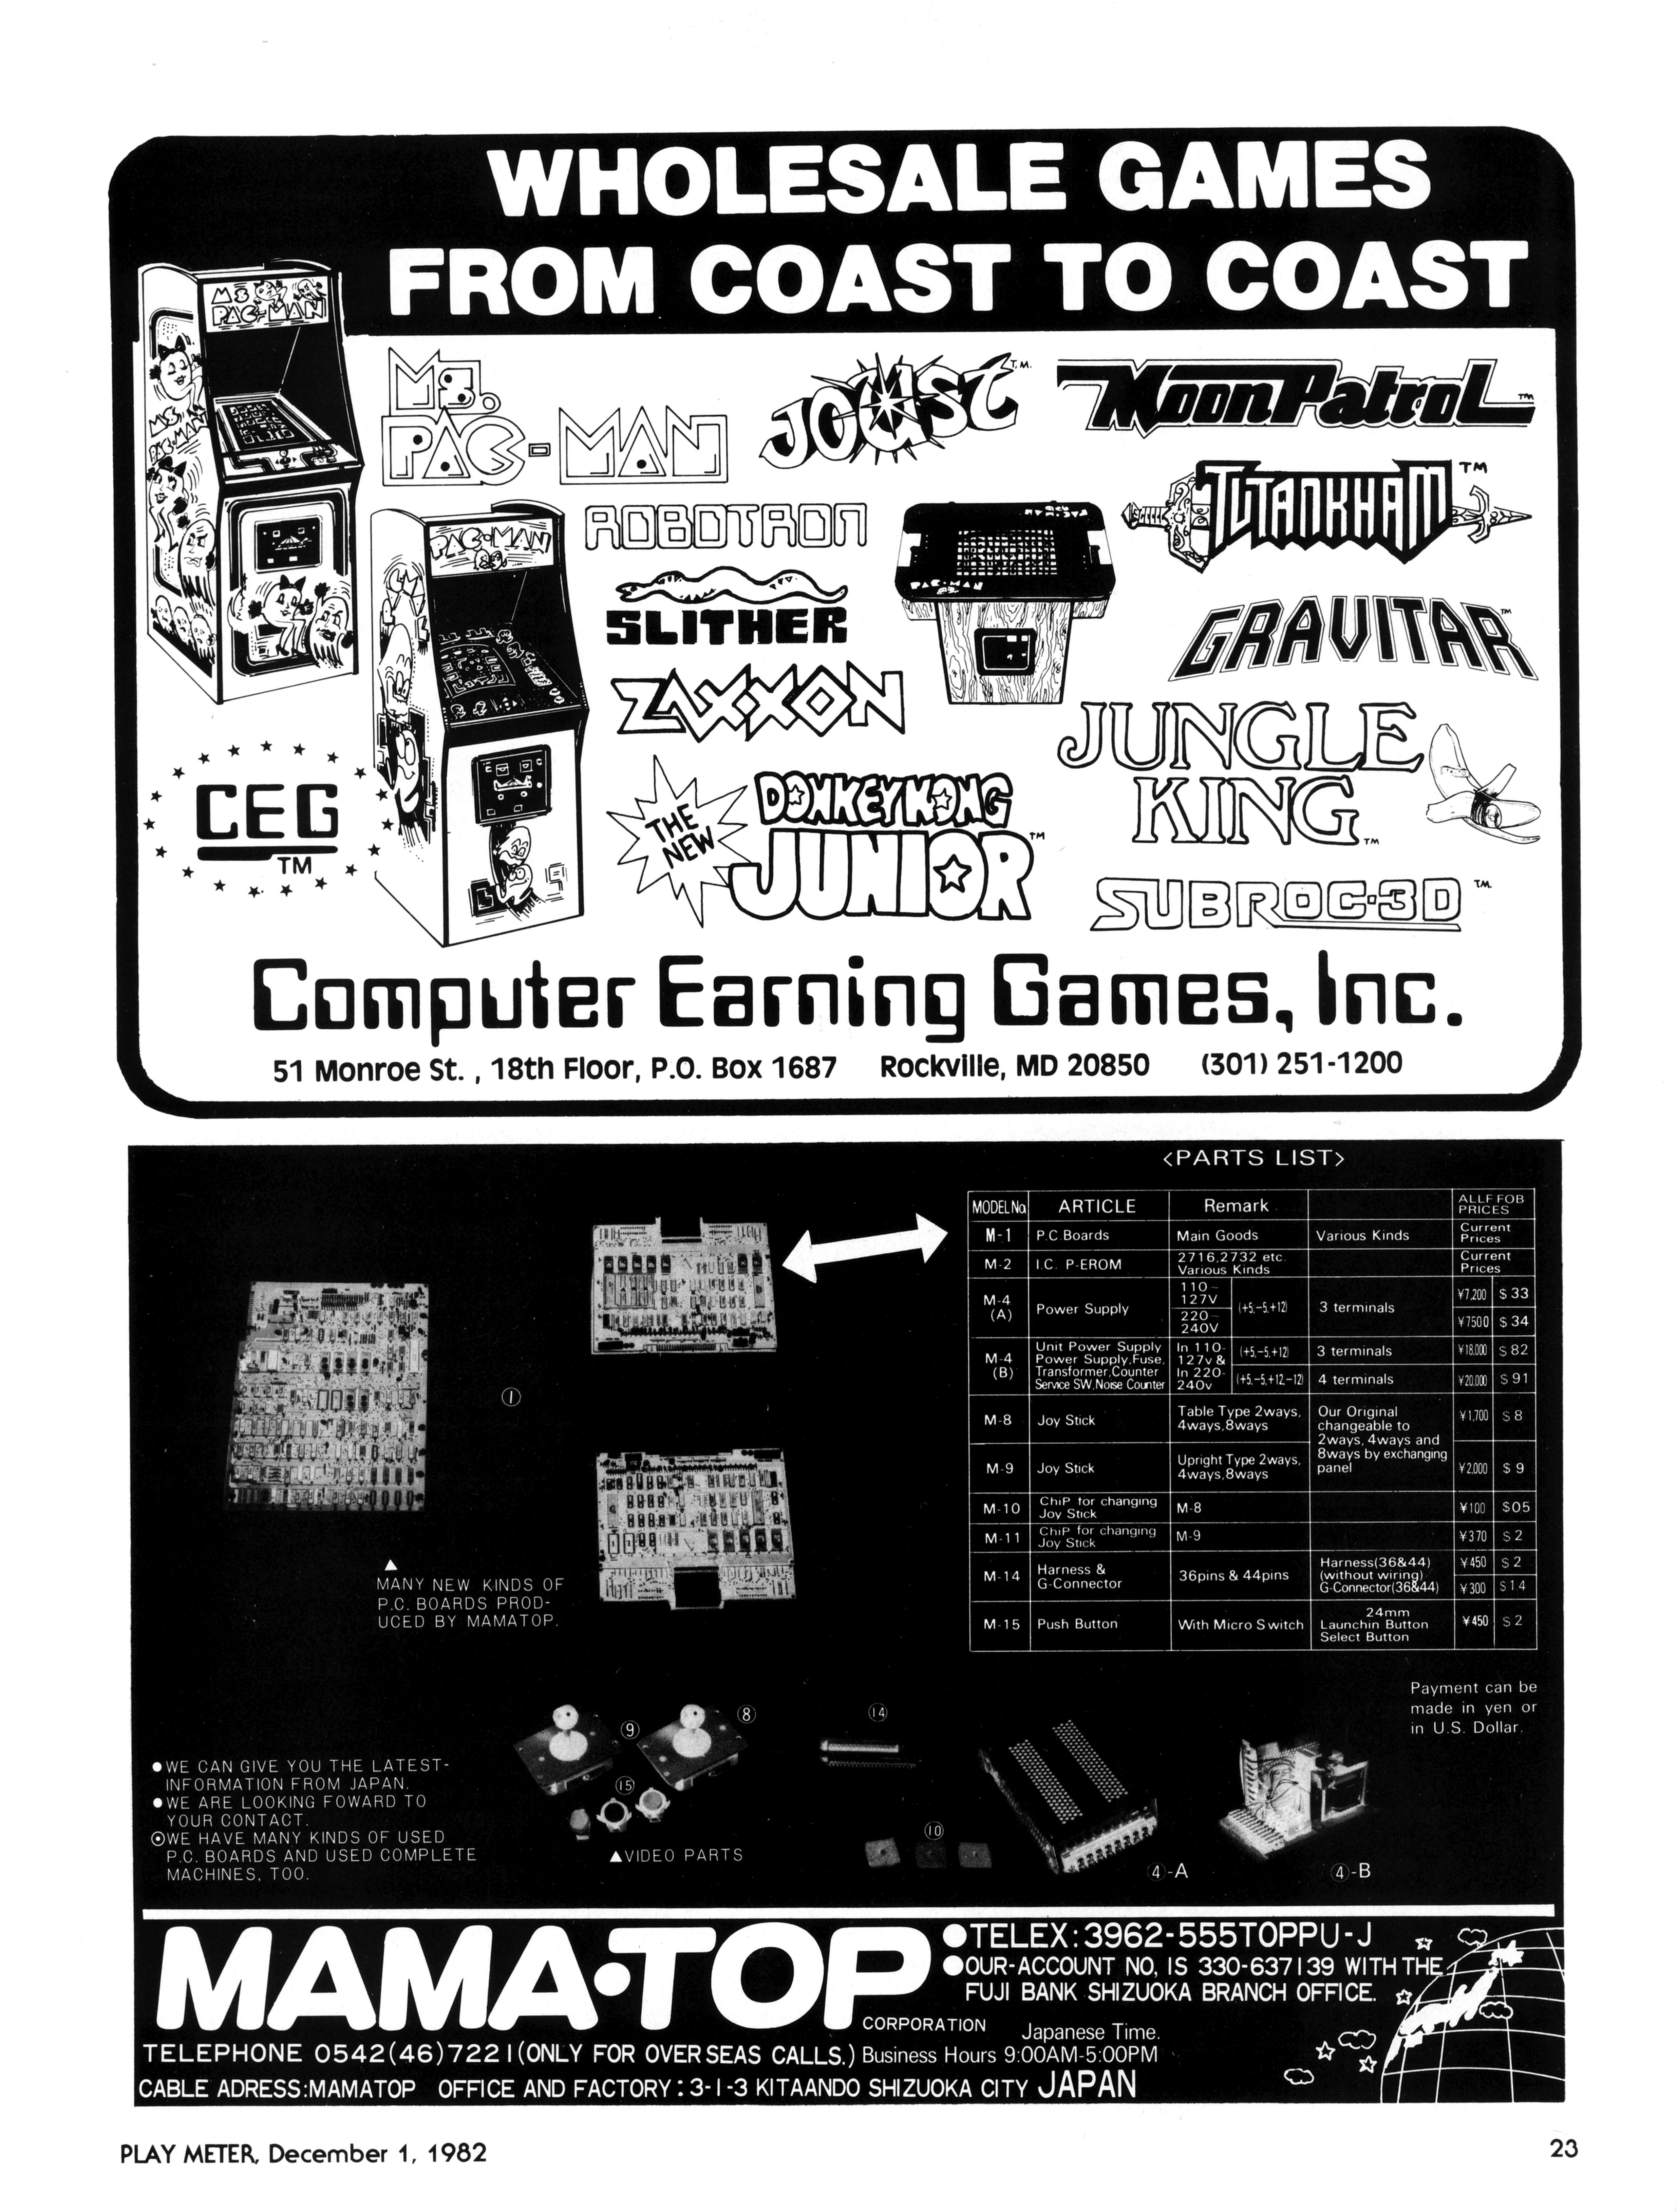 WHOLESALE GAMES
FROM COAST TO COAST
MS
PAC-MAN
Ms.
PAC-MAN
JOUST T.M.
Moon Patrol TM
TUTANKHAM TM
PAC-MAN
ROBOTRON
SLITHER
ZAXXON
PAC-MAN
GRAVITAR TM
JUNGLE
KING TM
CEG
TM
THE
NEW
DONKEY KONG
JUNIOR TM
SUBROC-3D T.M.
Computer Earning Games, Inc.
51 Monroe St. , 18th Floor, P.O. Box 1687 Rockville, MD 20850 (301) 251-1200
<PARTS LIST>
MODEL No ARTICLE Remark ALLF FOB PRICES
M-1 P.C.Boards Main Goods Various Kinds Current Prices
M-2 I.C. P-EROM 2716,2732 etc. Various Kinds Current Prices
M-4 (A) Power Supply 110-127V (+5,-5,+12) 3 terminals ¥7,200 $33
220-240V ¥7500 $34
M-4 (B) Unit Power Supply Power Supply,Fuse, Transformer,Counter Service SW,Noise Counter In 110-127v & In 220-240v (+5,-5,+12) 3 terminals ¥18,000 $82
(+5,-5,+12,-12) 4 terminals ¥20,000 $91
M-8 Joy Stick Table Type 2ways, 4ways,8ways Our Original changeable to 2ways, 4ways and 8ways by exchanging panel ¥1,700 $8
M-9 Joy Stick Upright Type 2ways, 4ways,8ways ¥2,000 $9
M-10 ChiP for changing Joy Stick M-8 ¥100 $05
M-11 ChiP for changing Joy Stick M-9 ¥370 $2
M-14 Harness & G-Connector 36pins & 44pins Harness(36&44) (without wiring) ¥450 $2
G-Connector(36&44) ¥300 $1.4
M-15 Push Button With Micro Switch 24mm Launchin Button Select Button ¥450 $2
①
▲
MANY NEW KINDS OF
P.C. BOARDS PROD-
UCED BY MAMATOP.
Payment can be
made in yen or
in U.S. Dollar.
⑨ ⑧ ⑭
⑮
⑩
▲VIDEO PARTS
④-A ④-B
●WE CAN GIVE YOU THE LATEST-
INFORMATION FROM JAPAN.
●WE ARE LOOKING FOWARD TO
YOUR CONTACT.
◉WE HAVE MANY KINDS OF USED
P.C. BOARDS AND USED COMPLETE
MACHINES, TOO.
MAMA·TOP
CORPORATION
●TELEX:3962-555TOPPU-J
●OUR-ACCOUNT NO, IS 330-637139 WITH THE
FUJI BANK SHIZUOKA BRANCH OFFICE.
Japanese Time.
TELEPHONE 0542(46)7221(ONLY FOR OVERSEAS CALLS.) Business Hours 9:00AM-5:00PM
CABLE ADRESS:MAMATOP OFFICE AND FACTORY:3-1-3 KITAANDO SHIZUOKA CITY JAPAN
PLAY METER, December 1, 1982
23